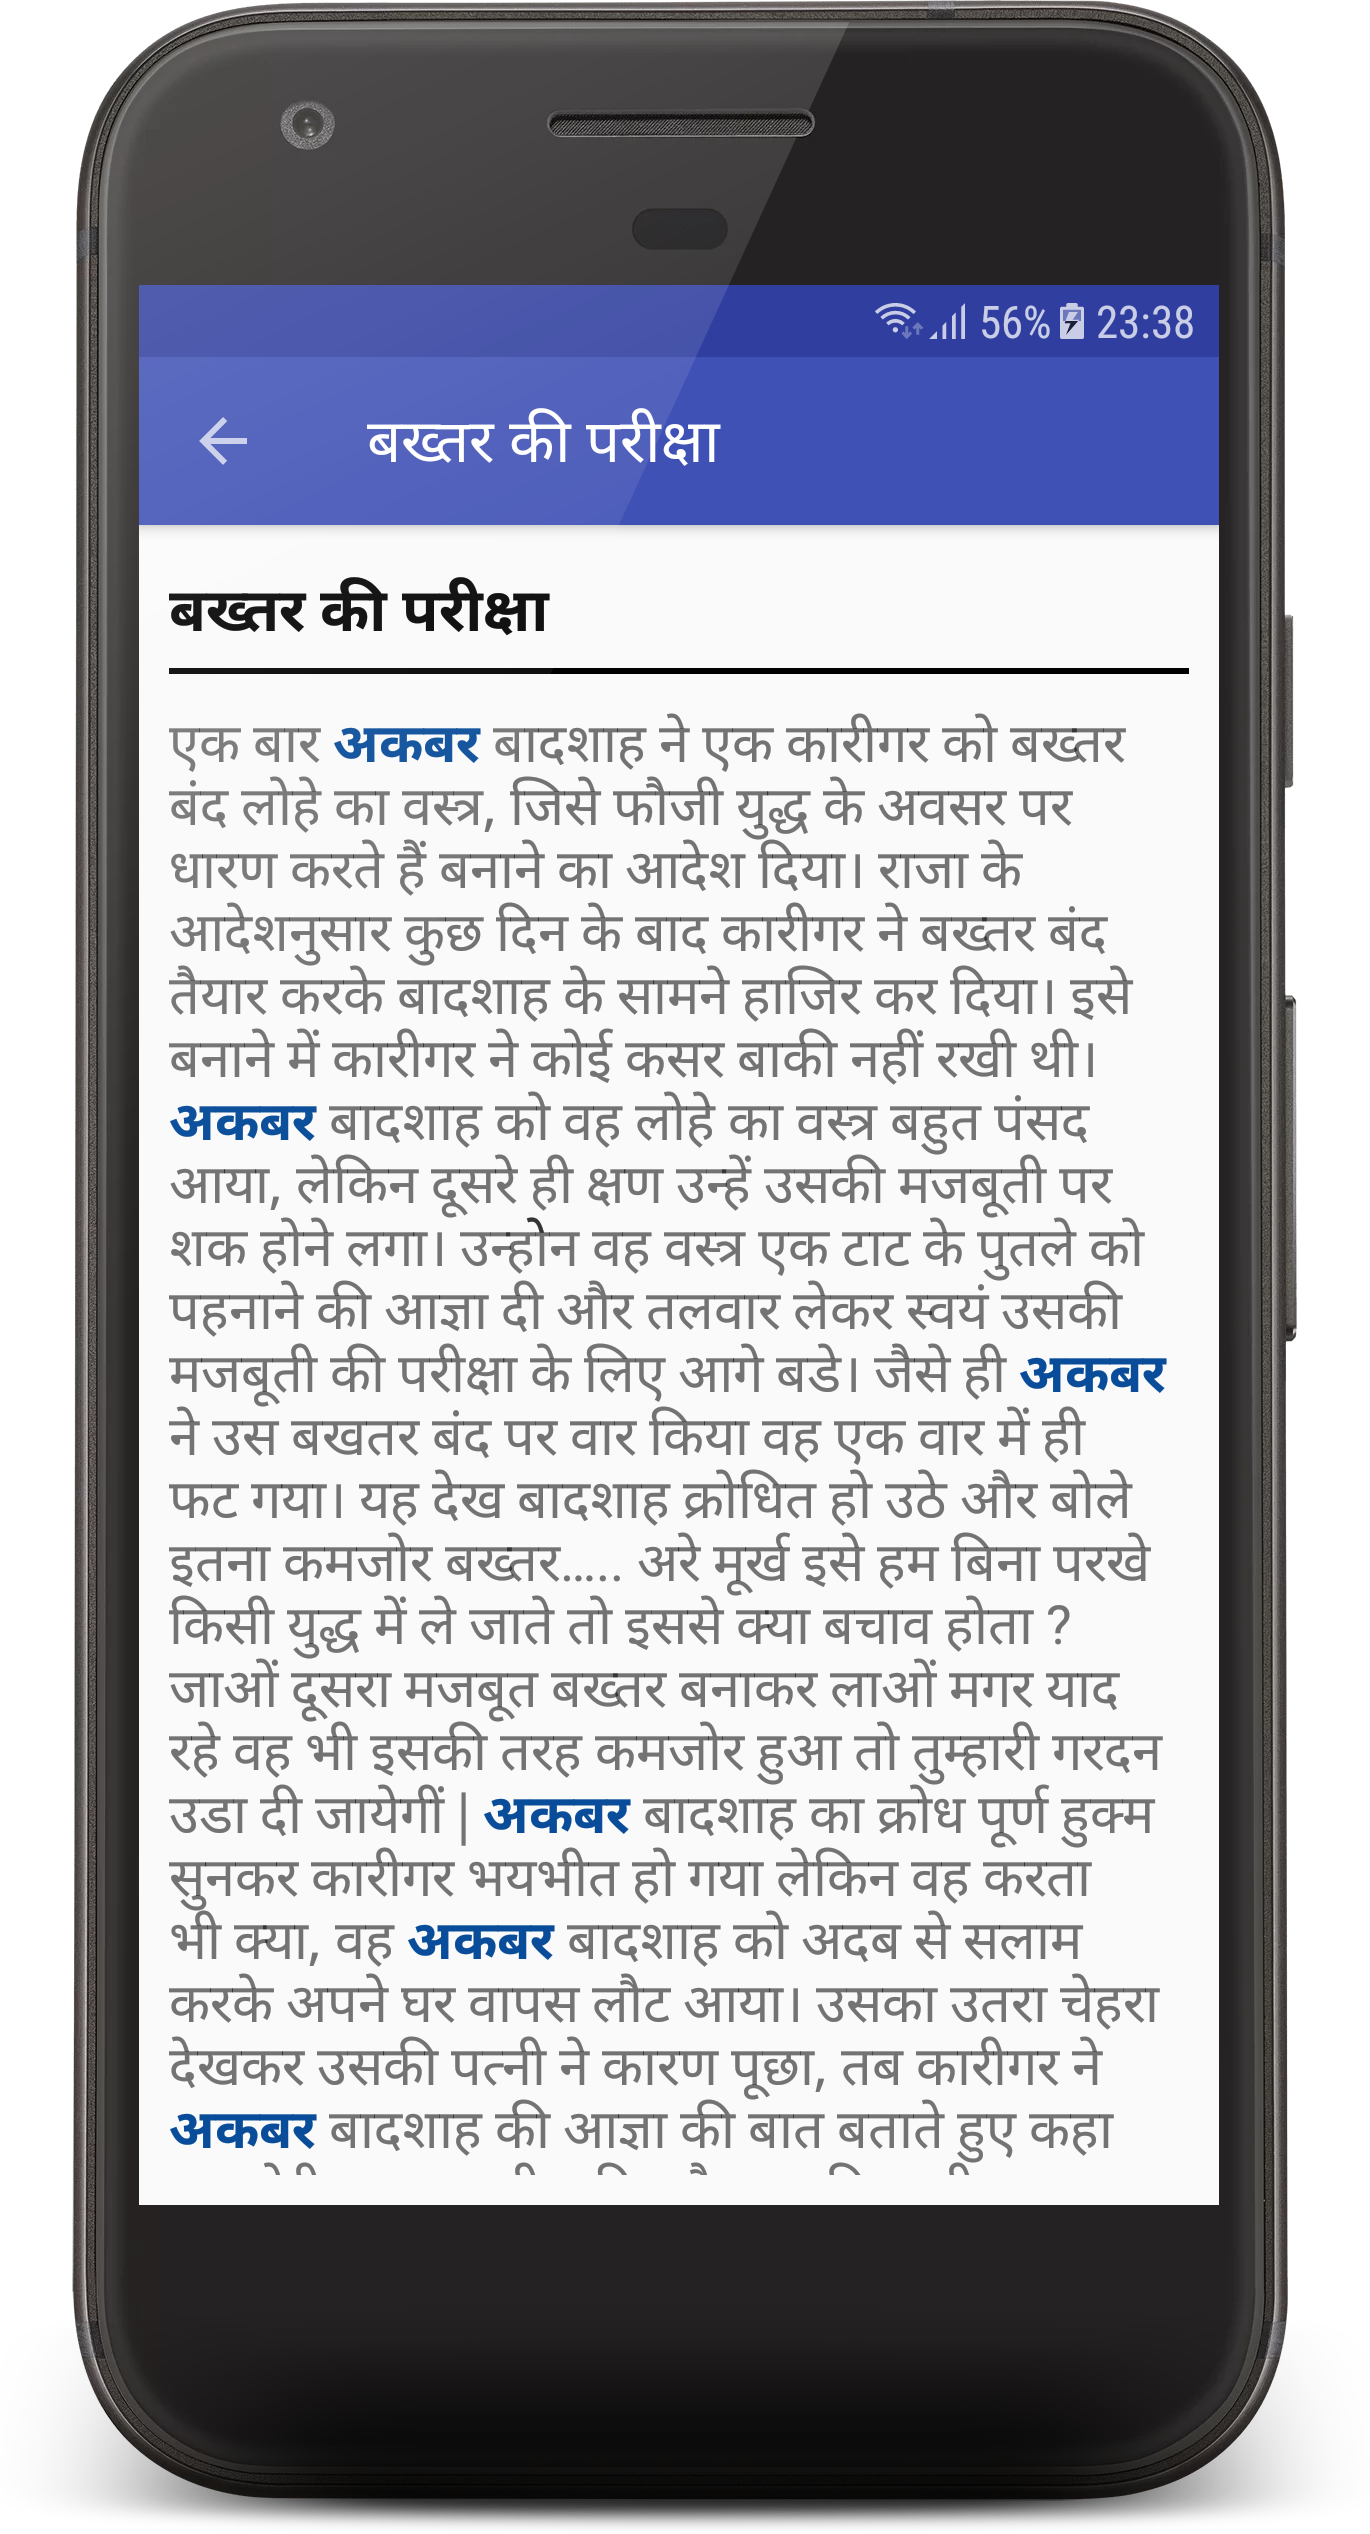 56% 23:38
बख्तर की परीक्षा
बख्तर की परीक्षा
एक बार अकबर बादशाह ने एक कारीगर को बख्तर
बंद लोहे का वस्त्र, जिसे फौजी युद्ध के अवसर पर
धारण करते हैं बनाने का आदेश दिया। राजा के
आदेशनुसार कुछ दिन के बाद कारीगर ने बख्तर बंद
तैयार करके बादशाह के सामने हाजिर कर दिया। इसे
बनाने में कारीगर ने कोई कसर बाकी नहीं रखी थी।
अकबर बादशाह को वह लोहे का वस्त्र बहुत पंसद
आया, लेकिन दूसरे ही क्षण उन्हें उसकी मजबूती पर
शक होने लगा। उन्होन वह वस्त्र एक टाट के पुतले को
पहनाने की आज्ञा दी और तलवार लेकर स्वयं उसकी
मजबूती की परीक्षा के लिए आगे बडे। जैसे ही अकबर
ने उस बखतर बंद पर वार किया वह एक वार में ही
फट गया। यह देख बादशाह क्रोधित हो उठे और बोले
इतना कमजोर बख्तर..... अरे मूर्ख इसे हम बिना परखे
किसी युद्ध में ले जाते तो इससे क्या बचाव होता ?
जाओं दूसरा मजबूत बख्तर बनाकर लाओं मगर याद
रहे वह भी इसकी तरह कमजोर हुआ तो तुम्हारी गरदन
उडा दी जायेगीं | अकबर बादशाह का क्रोध पूर्ण हुक्म
सुनकर कारीगर भयभीत हो गया लेकिन वह करता
भी क्या, वह अकबर बादशाह को अदब से सलाम
करके अपने घर वापस लौट आया। उसका उतरा चेहरा
देखकर उसकी पत्नी ने कारण पूछा, तब कारीगर ने
अकबर बादशाह की आज्ञा की बात बताते हुए कहा